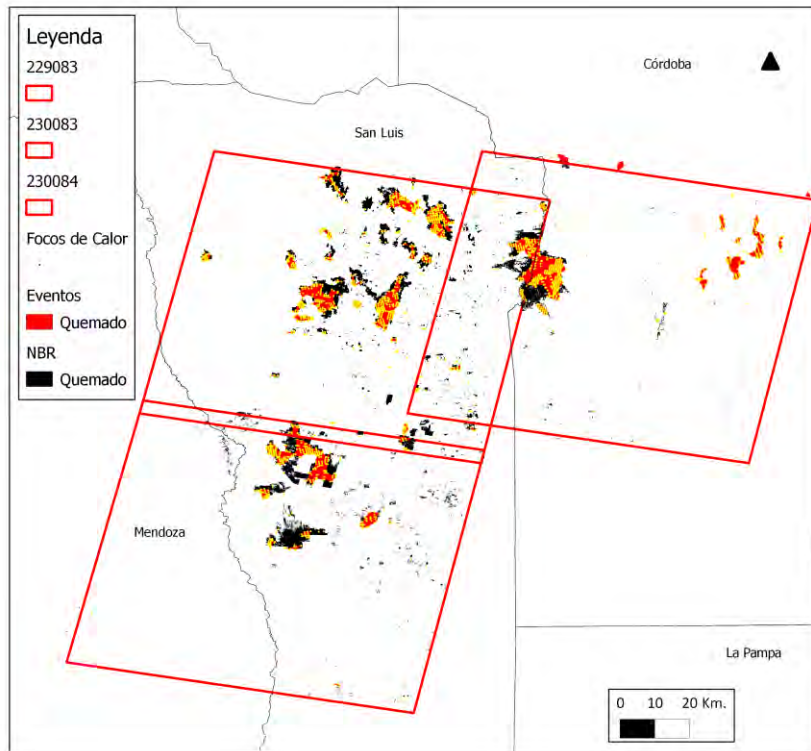 Leyenda
229083
230083
230084
Focos de Calor
Eventos
Quemado
NBR
Quemado
Córdoba
San Luis
Mendoza
La Pampa
0 10 20 Km.